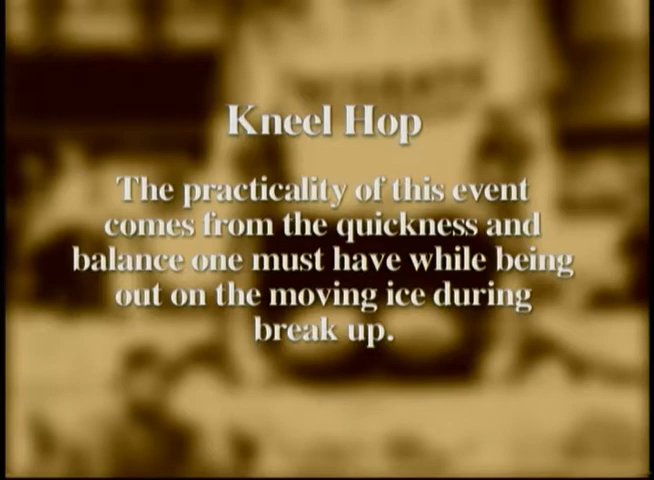 Kneel Hop
The practicality of this event
comes from the quickness and
balance one must have while being
out on the moving ice during
break up.